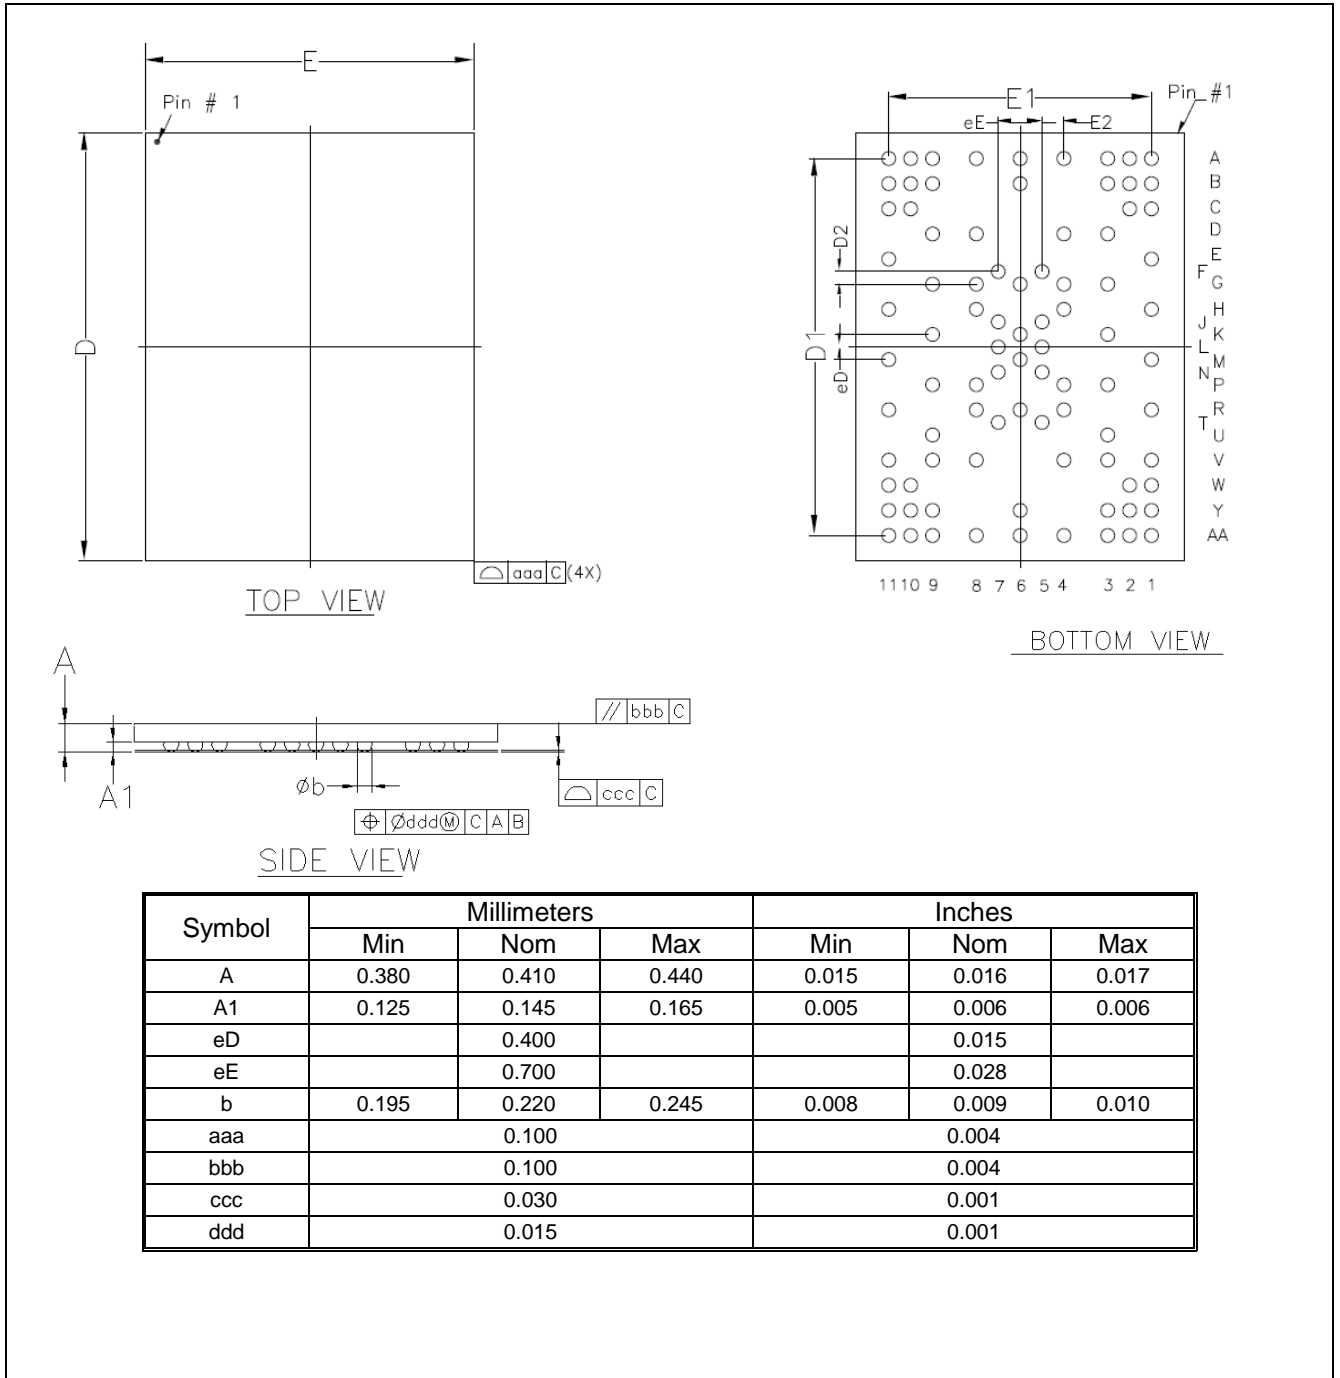 E
Pin # 1
D
aaa C (4X)
TOP VIEW
E1
Pin #1
eE
E2
D2
D1
eD
A
B
C
D
E
F
G
H
J
K
L
M
N
P
R
T
U
V
W
Y
AA
11 10 9 8 7 6 5 4 3 2 1
BOTTOM VIEW
A
// bbb C
A1
Øb
ccc C
⌖ Øddd Ⓜ C A B
SIDE VIEW
Symbol Millimeters Inches
Min Nom Max Min Nom Max
A 0.380 0.410 0.440 0.015 0.016 0.017
A1 0.125 0.145 0.165 0.005 0.006 0.006
eD 0.400 0.015
eE 0.700 0.028
b 0.195 0.220 0.245 0.008 0.009 0.010
aaa 0.100 0.004
bbb 0.100 0.004
ccc 0.030 0.001
ddd 0.015 0.001